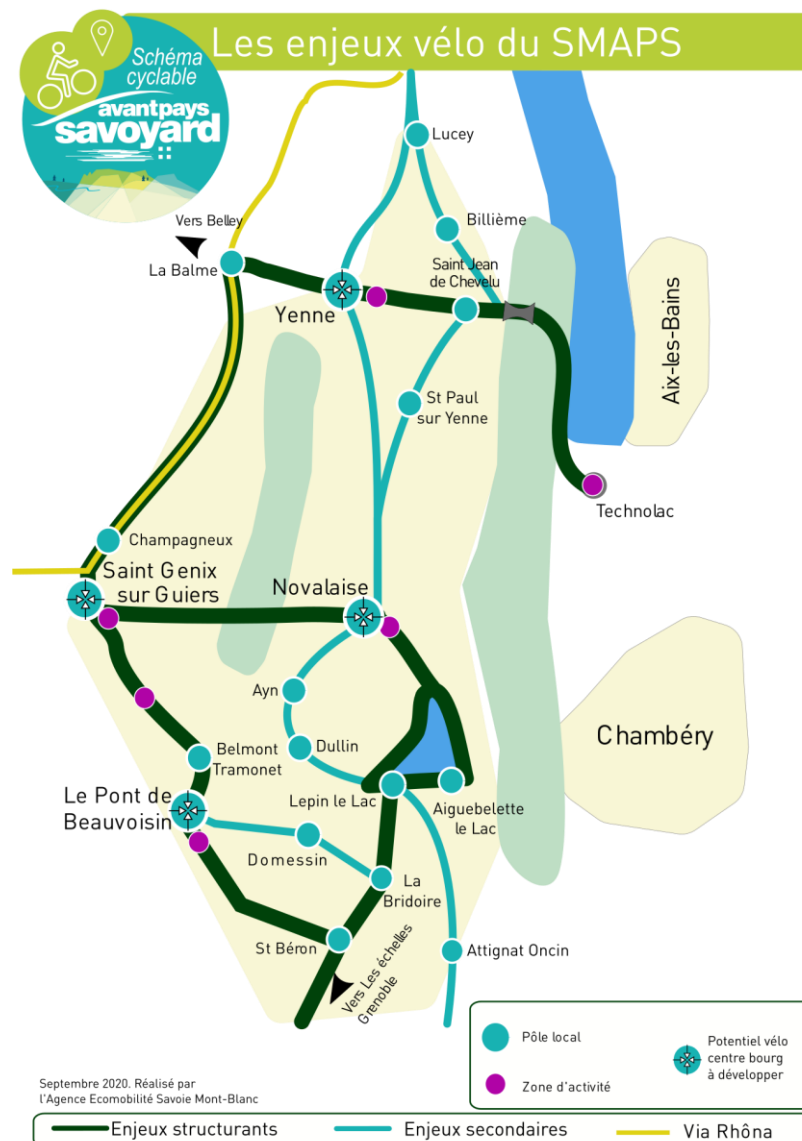 Les enjeux vélo du SMAPS
Schéma
cyclable
avantpays
savoyard
Lucey
Vers Belley
Billième
La Balme
Saint Jean
de Chevelu
Yenne
Aix-les-Bains
St Paul
sur Yenne
Technolac
Champagneux
Saint Genix
sur Guiers
Novalaise
Ayn
Chambéry
Belmont
Tramonet
Dullin
Le Pont de
Beauvoisin
Lepin le Lac
Aiguebelette
le Lac
Domessin
La
Bridoire
St Béron
Vers Les échelles
Grenoble
Attignat Oncin
Pôle local
Potentiel vélo
centre bourg
à développer
Zone d'activité
Septembre 2020. Réalisé par
l'Agence Ecomobilité Savoie Mont-Blanc
Enjeux structurants
Enjeux secondaires
Via Rhôna